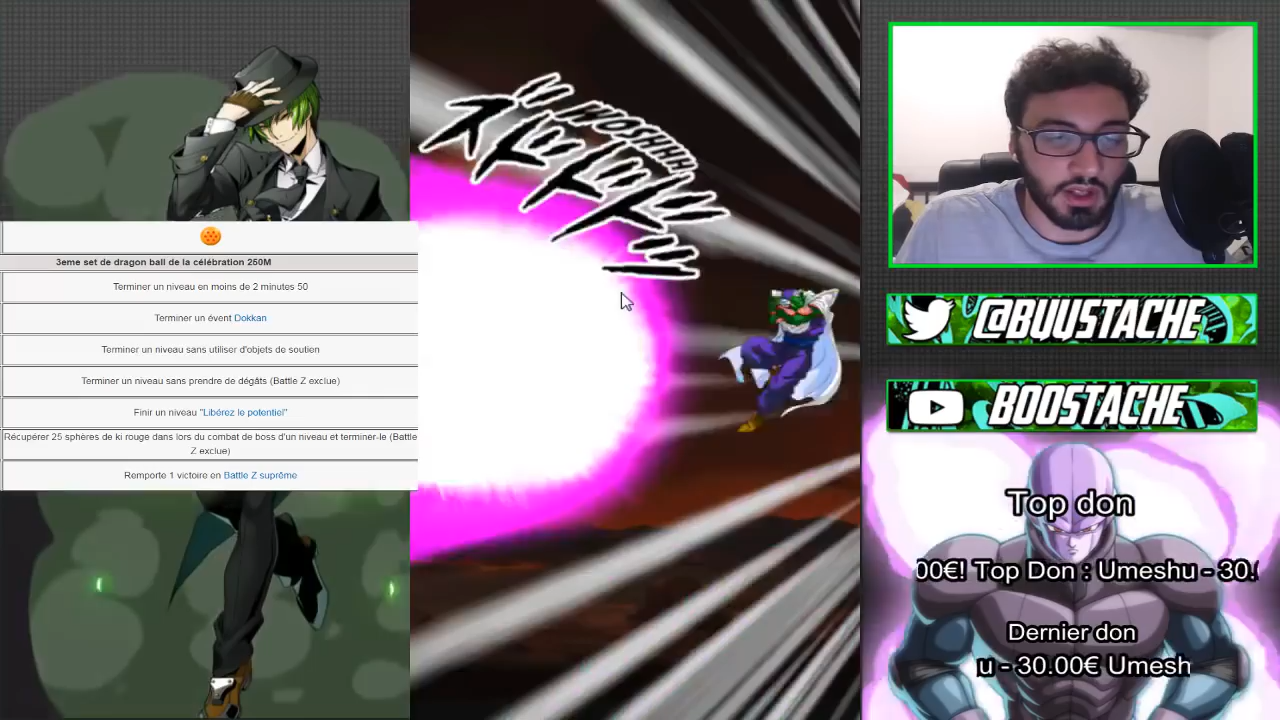 3eme set de dragon ball de la célébration 250M
Terminer un niveau en moins de 2 minutes 50
Terminer un évent Dokkan
Terminer un niveau sans utiliser d'objets de soutien
Terminer un niveau sans prendre de dégâts (Battle Z exclue)
Finir un niveau "Libérez le potentiel"
Récupérer 25 sphères de ki rouge dans lors du combat de boss d'un niveau et terminer-le (Battle
Z exclue)
Remporte 1 victoire en Battle Z suprême
WOSHHH
@BUUSTACHE
BOOSTACHE
Top don
00€! Top Don : Umeshu - 30.
Dernier don
u - 30.00€ Umesh